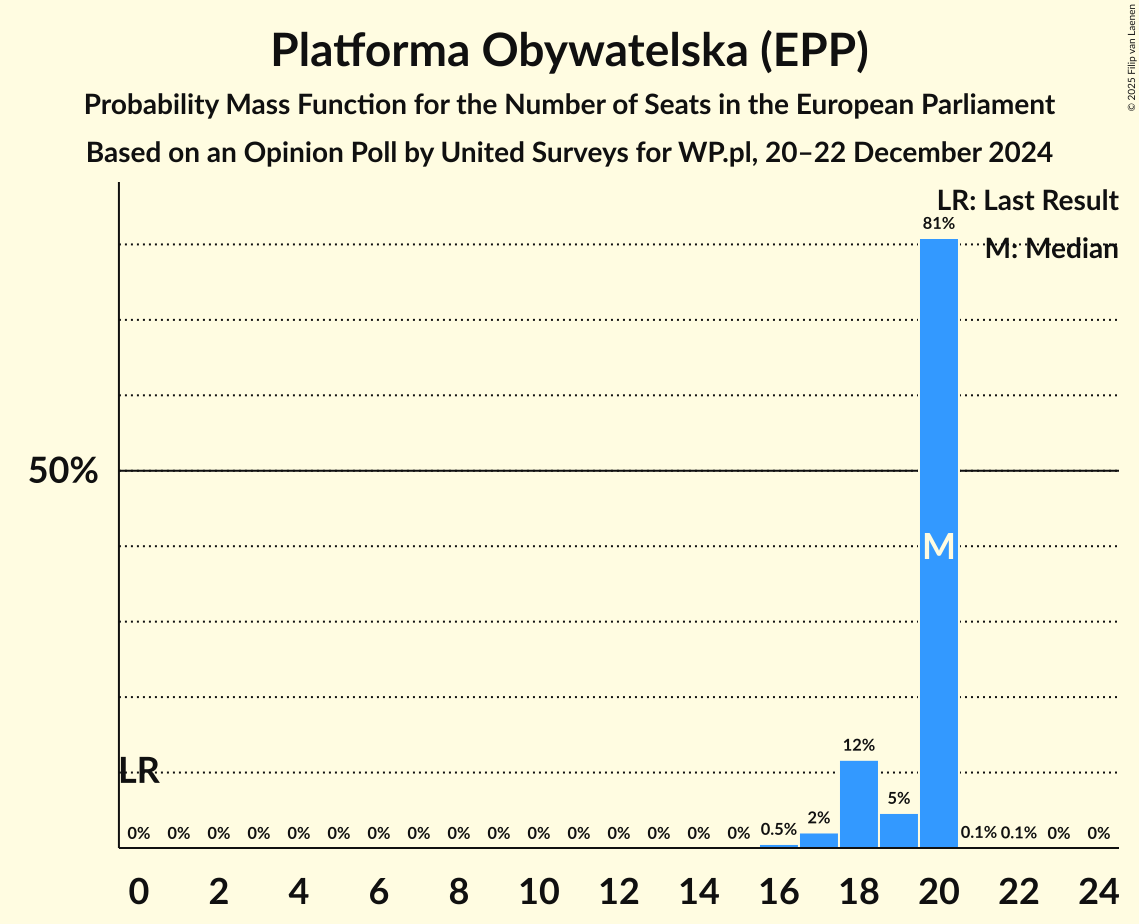 Platforma Obywatelska (EPP)
Probability Mass Function for the Number of Seats in the European Parliament
Based on an Opinion Poll by United Surveys for WP.pl, 20–22 December 2024
© 2025 Filip van Laenen
LR: Last Result
M: Median
81%
50%
M
LR
12%
5%
2%
0% 0% 0% 0% 0% 0% 0% 0% 0% 0% 0% 0% 0% 0% 0% 0% 0.5% 0.1% 0.1% 0% 0%
0 2 4 6 8 10 12 14 16 18 20 22 24